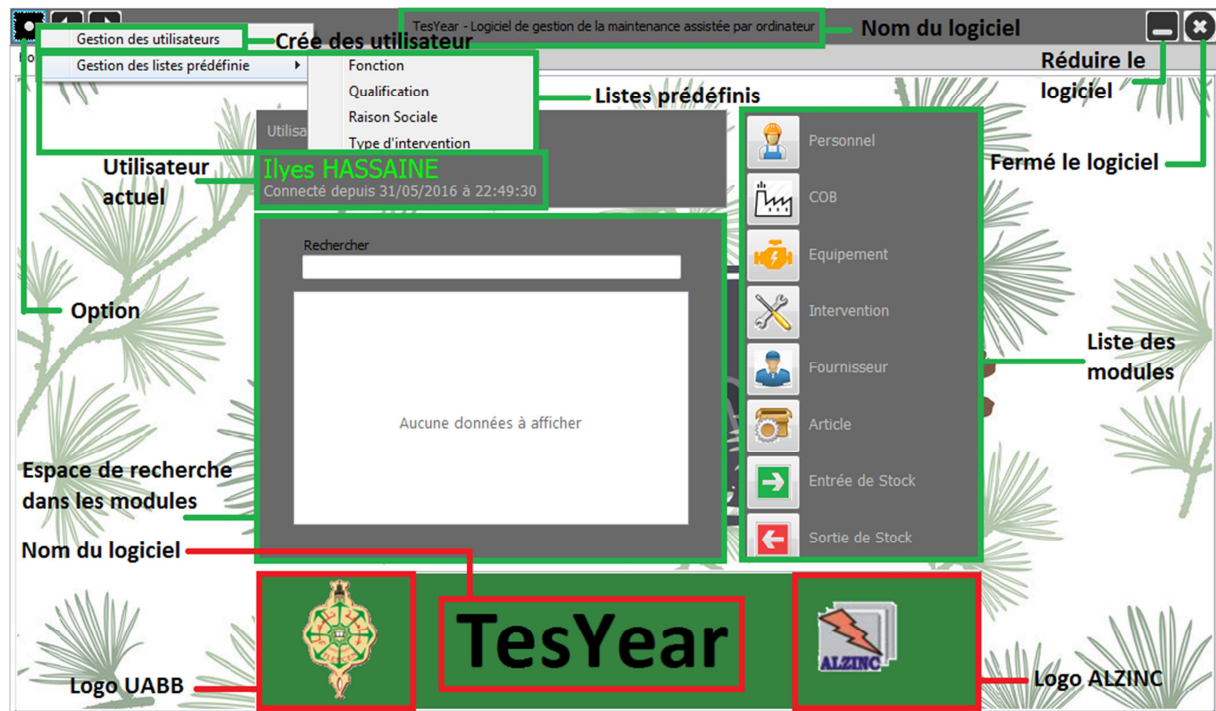 TesYear - Logiciel de gestion de la maintenance assistée par ordinateur
Nom du logiciel
Gestion des utilisateurs
Crée des utilisateur
Gestion des listes prédéfinie
Fonction
Qualification
Raison Sociale
Type d'intervention
Listes prédéfinis
Réduire le
logiciel
Fermé le logiciel
Utilisateur
actuel
Ilyes HASSAINE
Connecté depuis 31/05/2016 à 22:49:30
Personnel
COB
Equipement
Intervention
Fournisseur
Article
Entrée de Stock
Sortie de Stock
Rechercher
Option
Liste des
modules
Aucune données à afficher
Espace de recherche
dans les modules
Nom du logiciel
TesYear
ALZINC
Logo UABB
Logo ALZINC